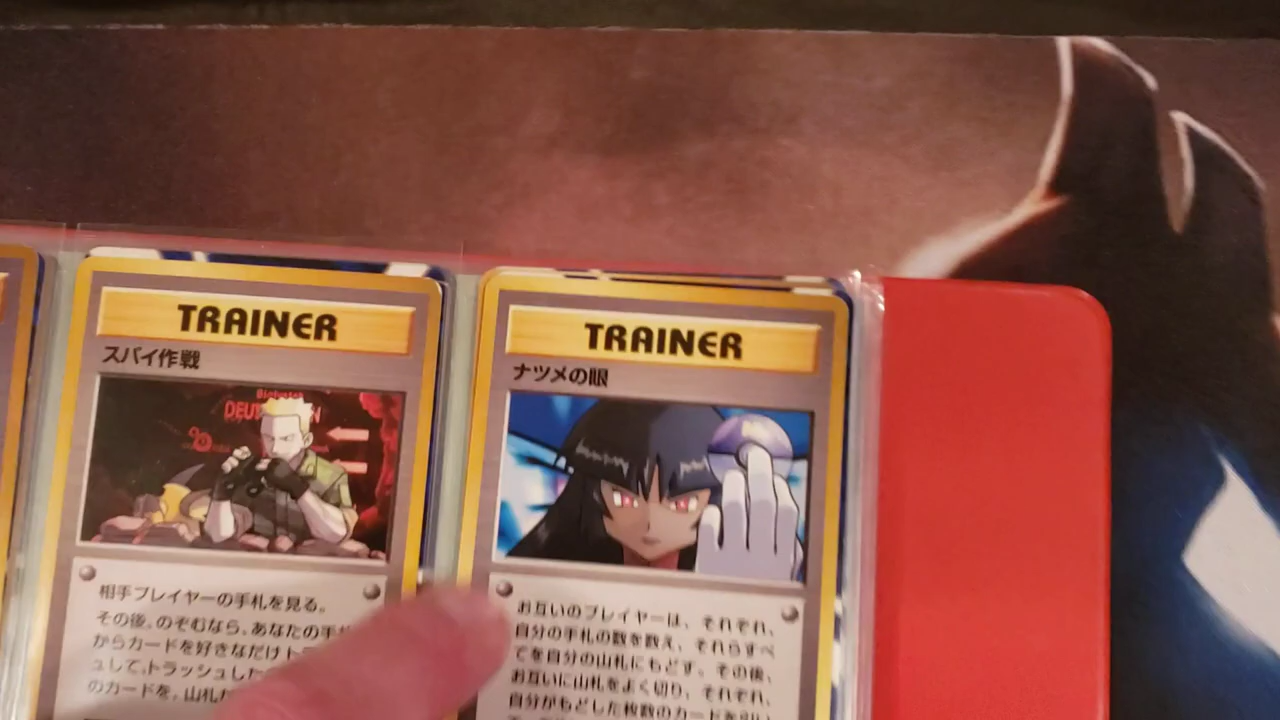 TRAINER
スパイ作戦
相手プレイヤーの手札を見る。
その後、のぞむなら、あなたの手札
からカードを好きなだけトラ
ュして、トラッシュした
のカードを、山札か
TRAINER
ナツメの眼
お互いのプレイヤーは、それぞれ、
自分の手札の数を数え、それらすべ
てを自分の山札にもどす。その後、
お互いに山札をよく切り、それぞれ、
自分がもどした枚数のカードを引い